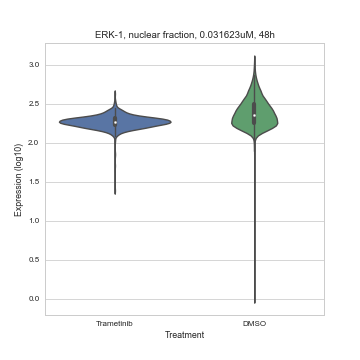 ERK-1, nuclear fraction, 0.031623uM, 48h
3.0
2.5
2.0
1.5
1.0
0.5
0.0
Expression (log10)
Trametinib
DMSO
Treatment